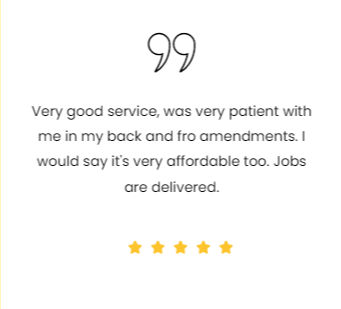 Very good service, was very patient with
me in my back and fro amendments. I
would say it's very affordable too. Jobs
are delivered.